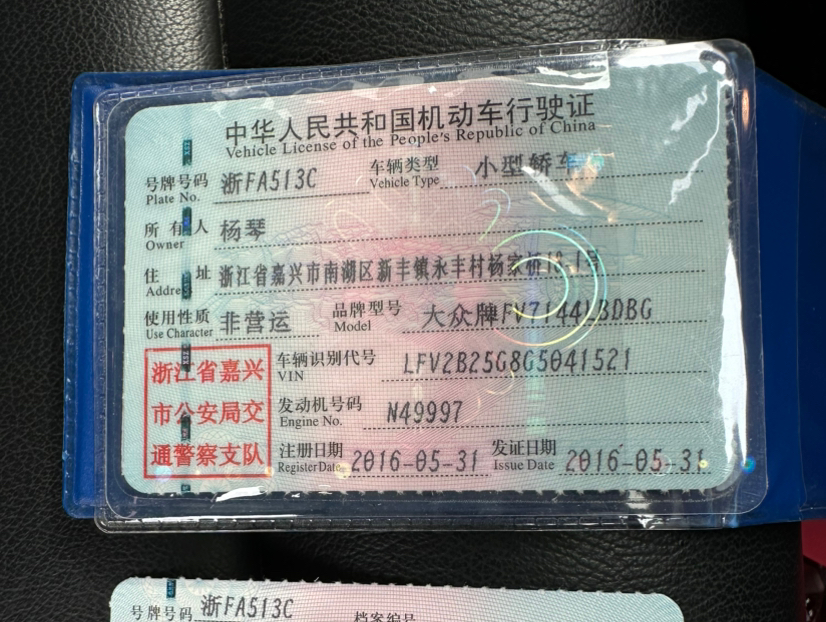 中华人民共和国机动车行驶证
Vehicle License of the People's Republic of China
号牌号码 浙FA513C 车辆类型 小型轿车
Plate No. Vehicle Type
所有人 杨琴
Owner
住址 浙江省嘉兴市南湖区新丰镇永丰村杨家桥
Address
使用性质 非营运 品牌型号 大众牌FV7144LBDBG
Use Character Model
浙江省嘉兴 车辆识别代号 LFV2B25G8G5041521
VIN
市公安局交 发动机号码 N49997
Engine No.
通警察支队 注册日期 2016-05-31 发证日期 2016-05-31
Register Date Issue Date
号牌号码 浙FA513C 档案编号